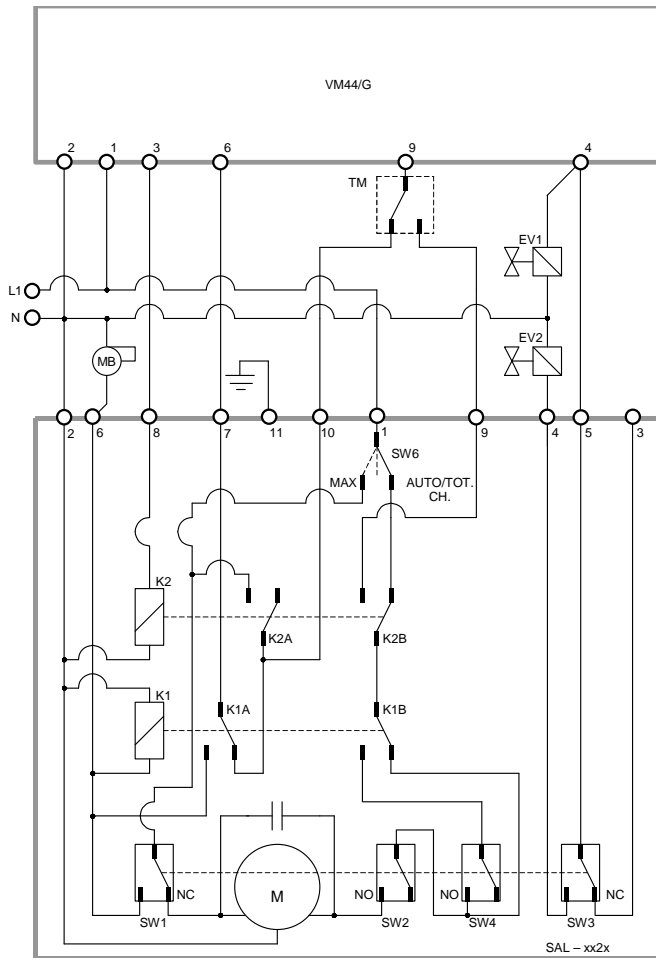 VM44/G
2 1 3 6 9 4
TM
EV1
L1
N
EV2
MB
2 6 8 7 11 10 1 9 4 5 3
SW6
MAX AUTO/TOT.
CH.
K2
K2A K2B
K1 K1A K1B
NC M NO NO NC
SW1 SW2 SW4 SW3
SAL – xx2x